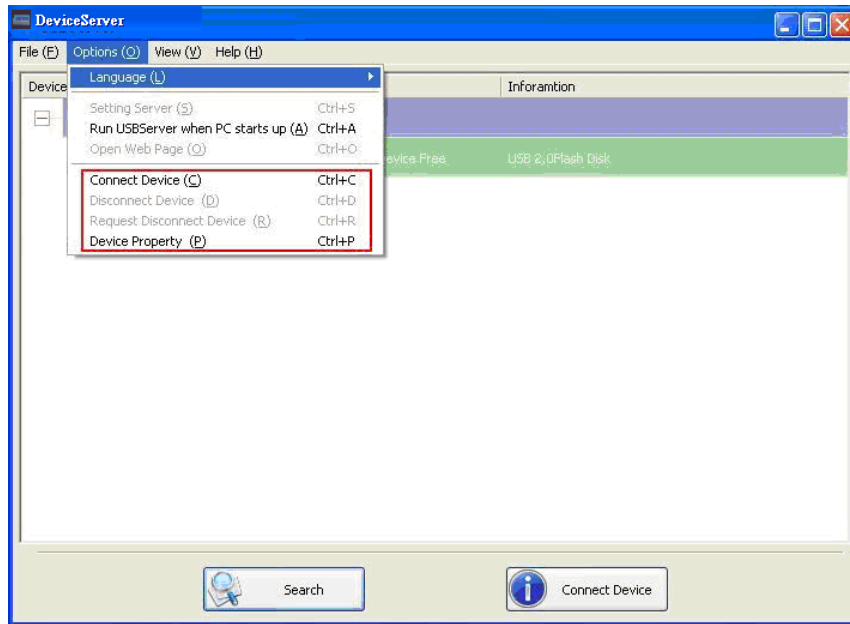 DeviceServer
File (F) Options (O) View (V) Help (H)
Device Inforamtion
Language (L)
Setting Server (S) Ctrl+S
Run USBServer when PC starts up (A) Ctrl+A
Open Web Page (O) Ctrl+O
evice Free USB 2,0Flash Disk
Connect Device (C) Ctrl+C
Disconnect Device (D) Ctrl+D
Request Disconnect Device (R) Ctrl+R
Device Property (P) Ctrl+P
Search Connect Device